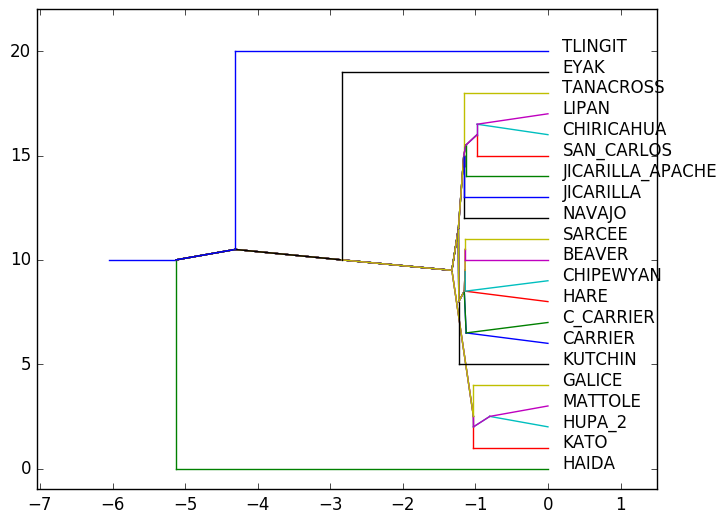 20
15
10
5
0
TLINGIT
EYAK
TANACROSS
LIPAN
CHIRICAHUA
SAN_CARLOS
JICARILLA_APACHE
JICARILLA
NAVAJO
SARCEE
BEAVER
CHIPEWYAN
HARE
C_CARRIER
CARRIER
KUTCHIN
GALICE
MATTOLE
HUPA_2
KATO
HAIDA
−7 −6 −5 −4 −3 −2 −1 0 1